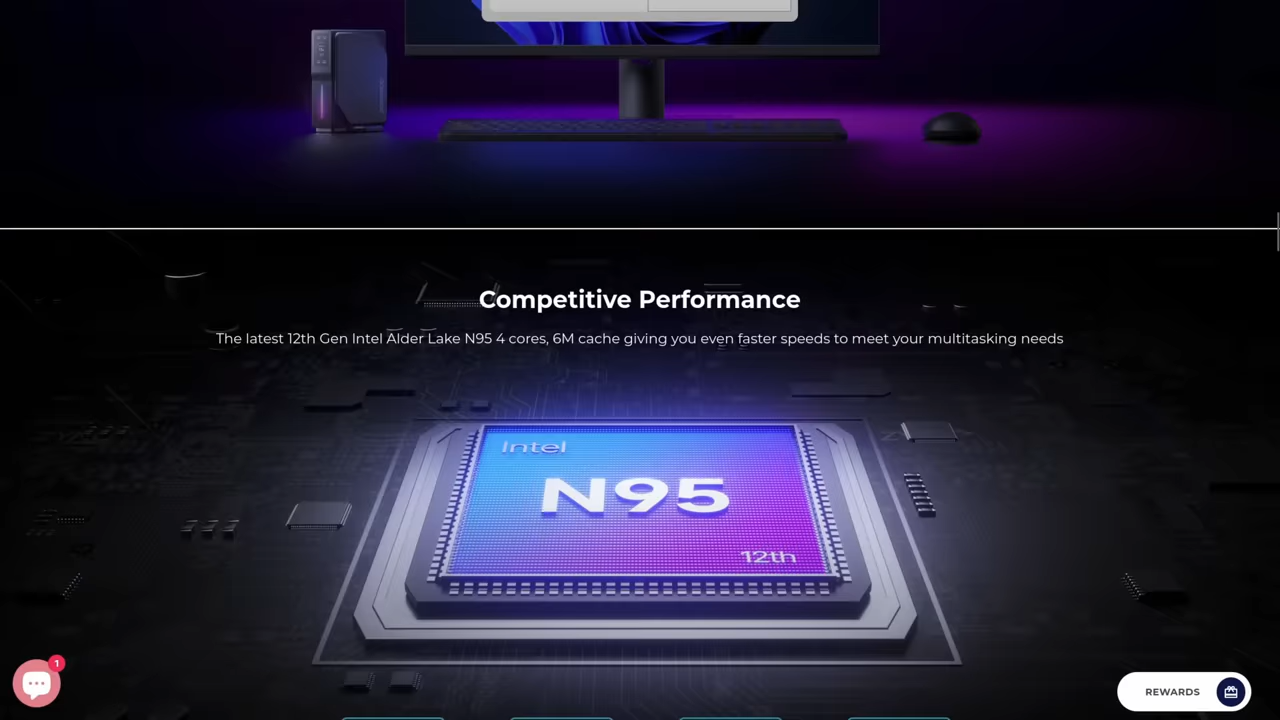 Competitive Performance
The latest 12th Gen Intel Alder Lake N95 4 cores, 6M cache giving you even faster speeds to meet your multitasking needs
Intel
N95
12th
1
REWARDS